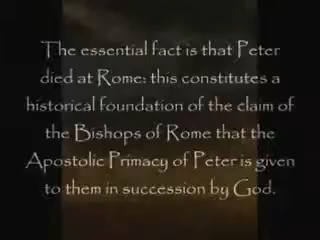 The essential fact is that Peter
died at Rome: this constitutes a
historical foundation of the claim of
the Bishops of Rome that the
Apostolic Primacy of Peter is given
to them in succession by God.